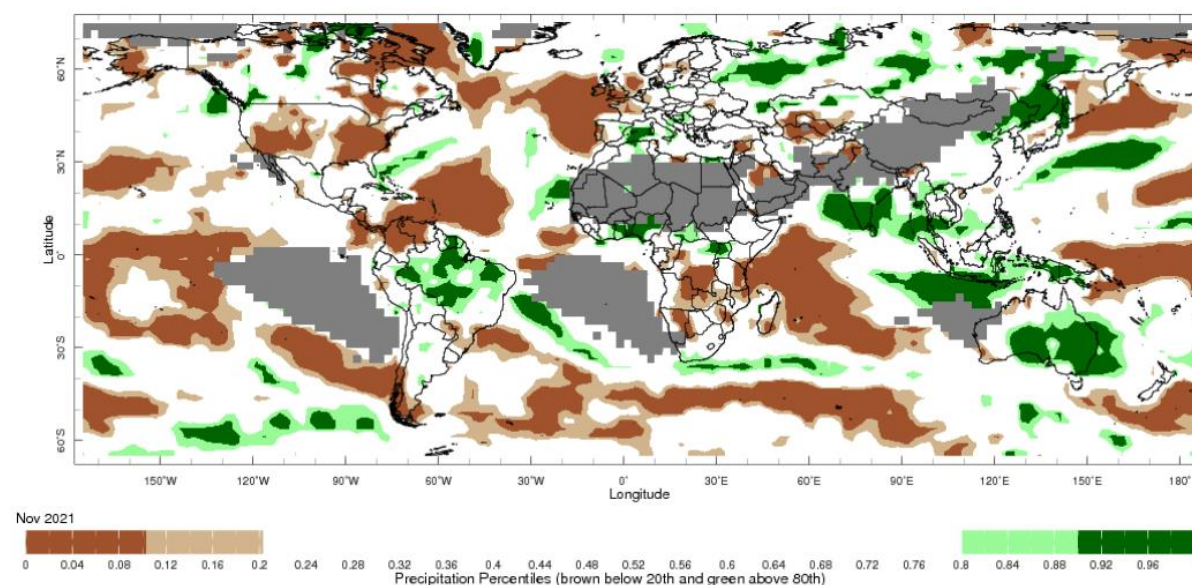 60°N
30°N
0°
30°S
60°S
Latitude
150°W 120°W 90°W 60°W 30°W 0° 30°E 60°E 90°E 120°E 150°E 180°
Longitude
Nov 2021
0 0.04 0.08 0.12 0.16 0.2 0.24 0.28 0.32 0.36 0.4 0.44 0.48 0.52 0.56 0.6 0.64 0.68 0.72 0.76 0.8 0.84 0.88 0.92 0.96
Precipitation Percentiles (brown below 20th and green above 80th)